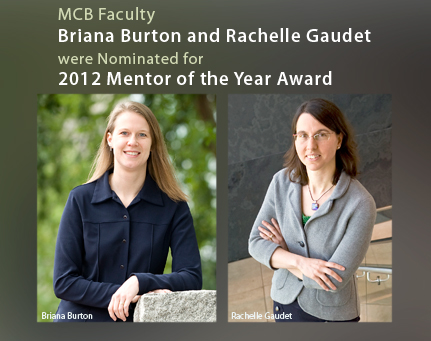 MCB Faculty
Briana Burton and Rachelle Gaudet
were Nominated for
2012 Mentor of the Year Award
Briana Burton
Rachelle Gaudet